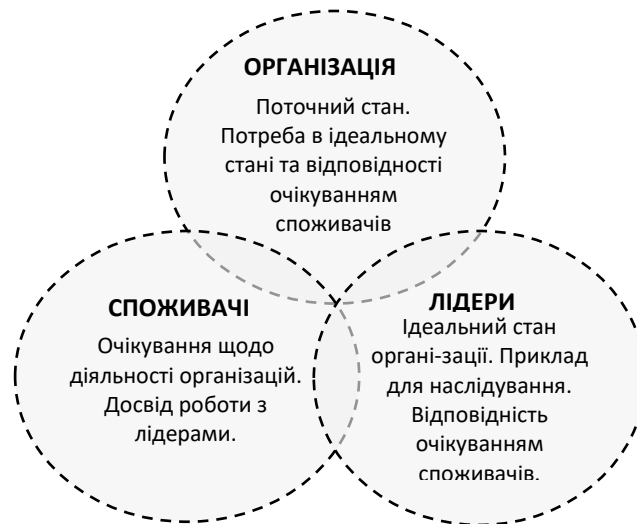 ОРГАНІЗАЦІЯ
Поточний стан.
Потреба в ідеальному
стані та відповідності
очікуванням
споживачів
СПОЖИВАЧІ
Очікування щодо
діяльності організацій.
Досвід роботи з
лідерами.
ЛІДЕРИ
Ідеальний стан
органі-зації. Приклад
для наслідування.
Відповідність
очікуванням
споживачів.